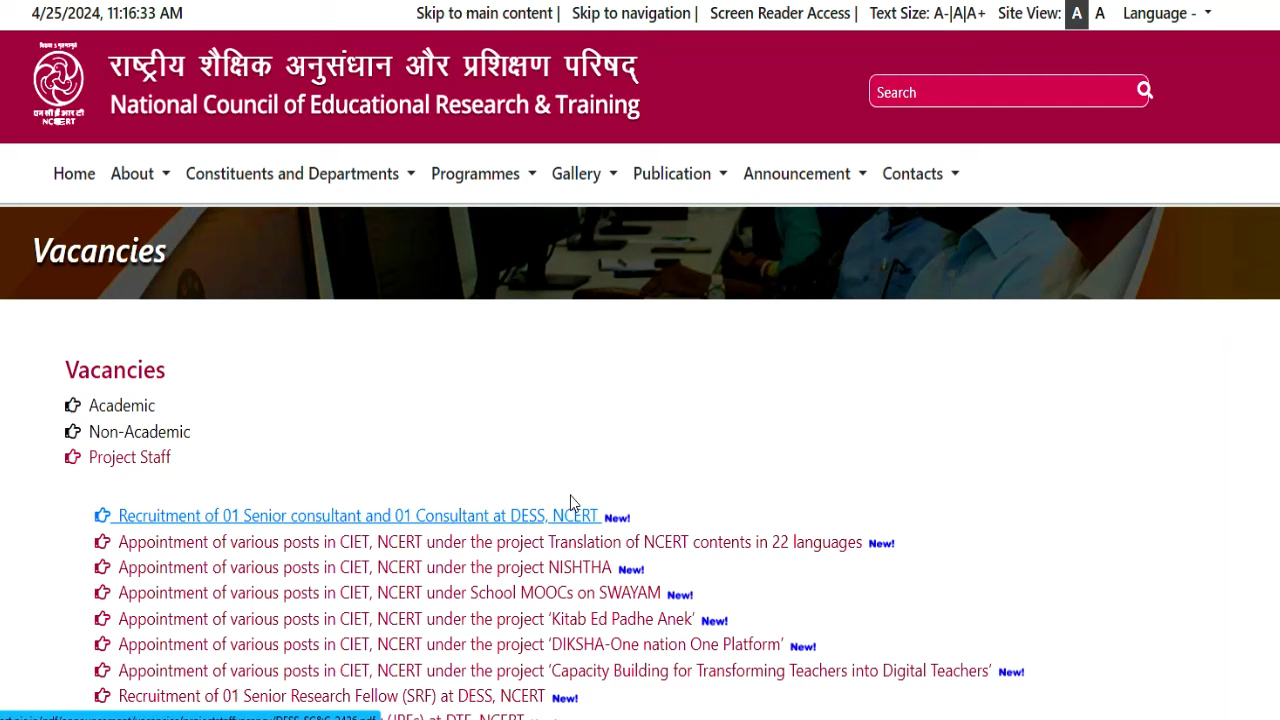 4/25/2024, 11:16:33 AM Skip to main content | Skip to navigation | Screen Reader Access | Text Size: A-|A|A+ Site View: A A Language -
राष्ट्रीय शैक्षिक अनुसंधान और प्रशिक्षण परिषद्
National Council of Educational Research & Training
Search
एन सी ई आर टी
NCERT
Home About Constituents and Departments Programmes Gallery Publication Announcement Contacts
Vacancies
Vacancies
Academic
Non-Academic
Project Staff
Recruitment of 01 Senior consultant and 01 Consultant at DESS, NCERT New!
Appointment of various posts in CIET, NCERT under the project Translation of NCERT contents in 22 languages New!
Appointment of various posts in CIET, NCERT under the project NISHTHA New!
Appointment of various posts in CIET, NCERT under School MOOCs on SWAYAM New!
Appointment of various posts in CIET, NCERT under the project ‘Kitab Ed Padhe Anek’ New!
Appointment of various posts in CIET, NCERT under the project ‘DIKSHA-One nation One Platform’ New!
Appointment of various posts in CIET, NCERT under the project ‘Capacity Building for Transforming Teachers into Digital Teachers’ New!
Recruitment of 01 Senior Research Fellow (SRF) at DESS, NCERT New!
at DTE, NCERT